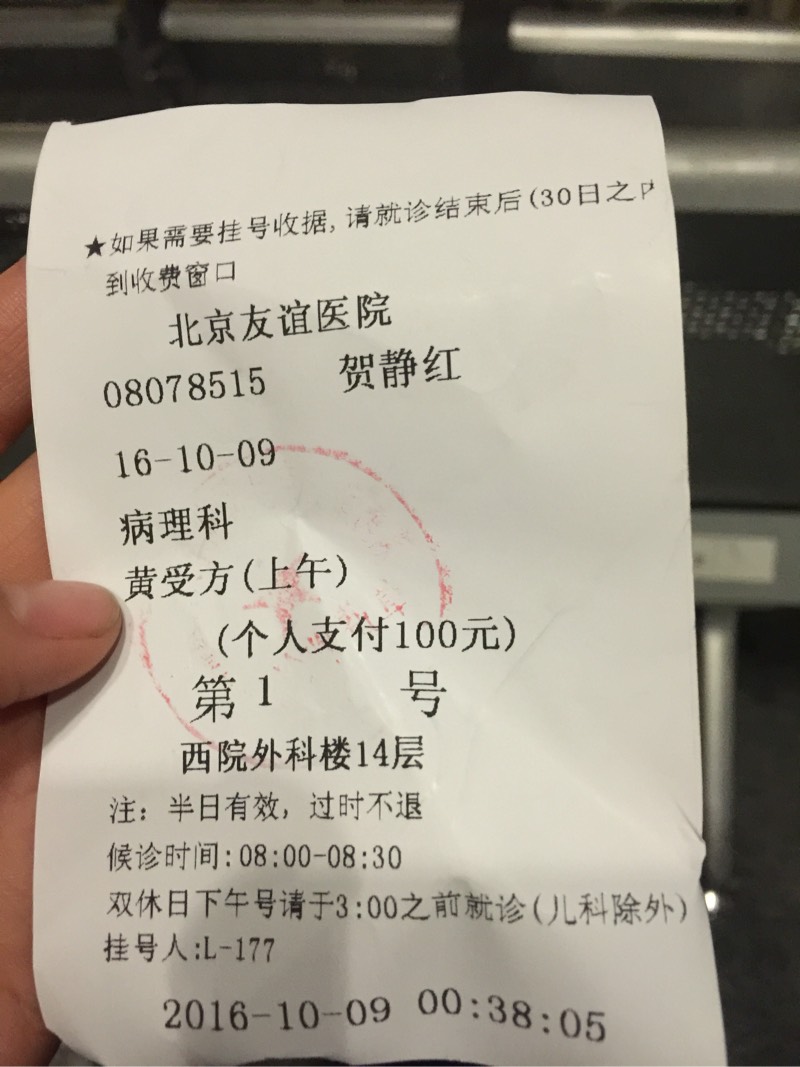 ★如果需要挂号收据,请就诊结束后(30日之内
到收费窗口
北京友谊医院
08078515 贺静红
16-10-09
病理科
黄受方(上午)
(个人支付100元)
第1 号
西院外科楼14层
注: 半日有效, 过时不退
候诊时间:08:00-08:30
双休日下午号请于3:00之前就诊(儿科除外)
挂号人:L-177
2016-10-09 00:38:05